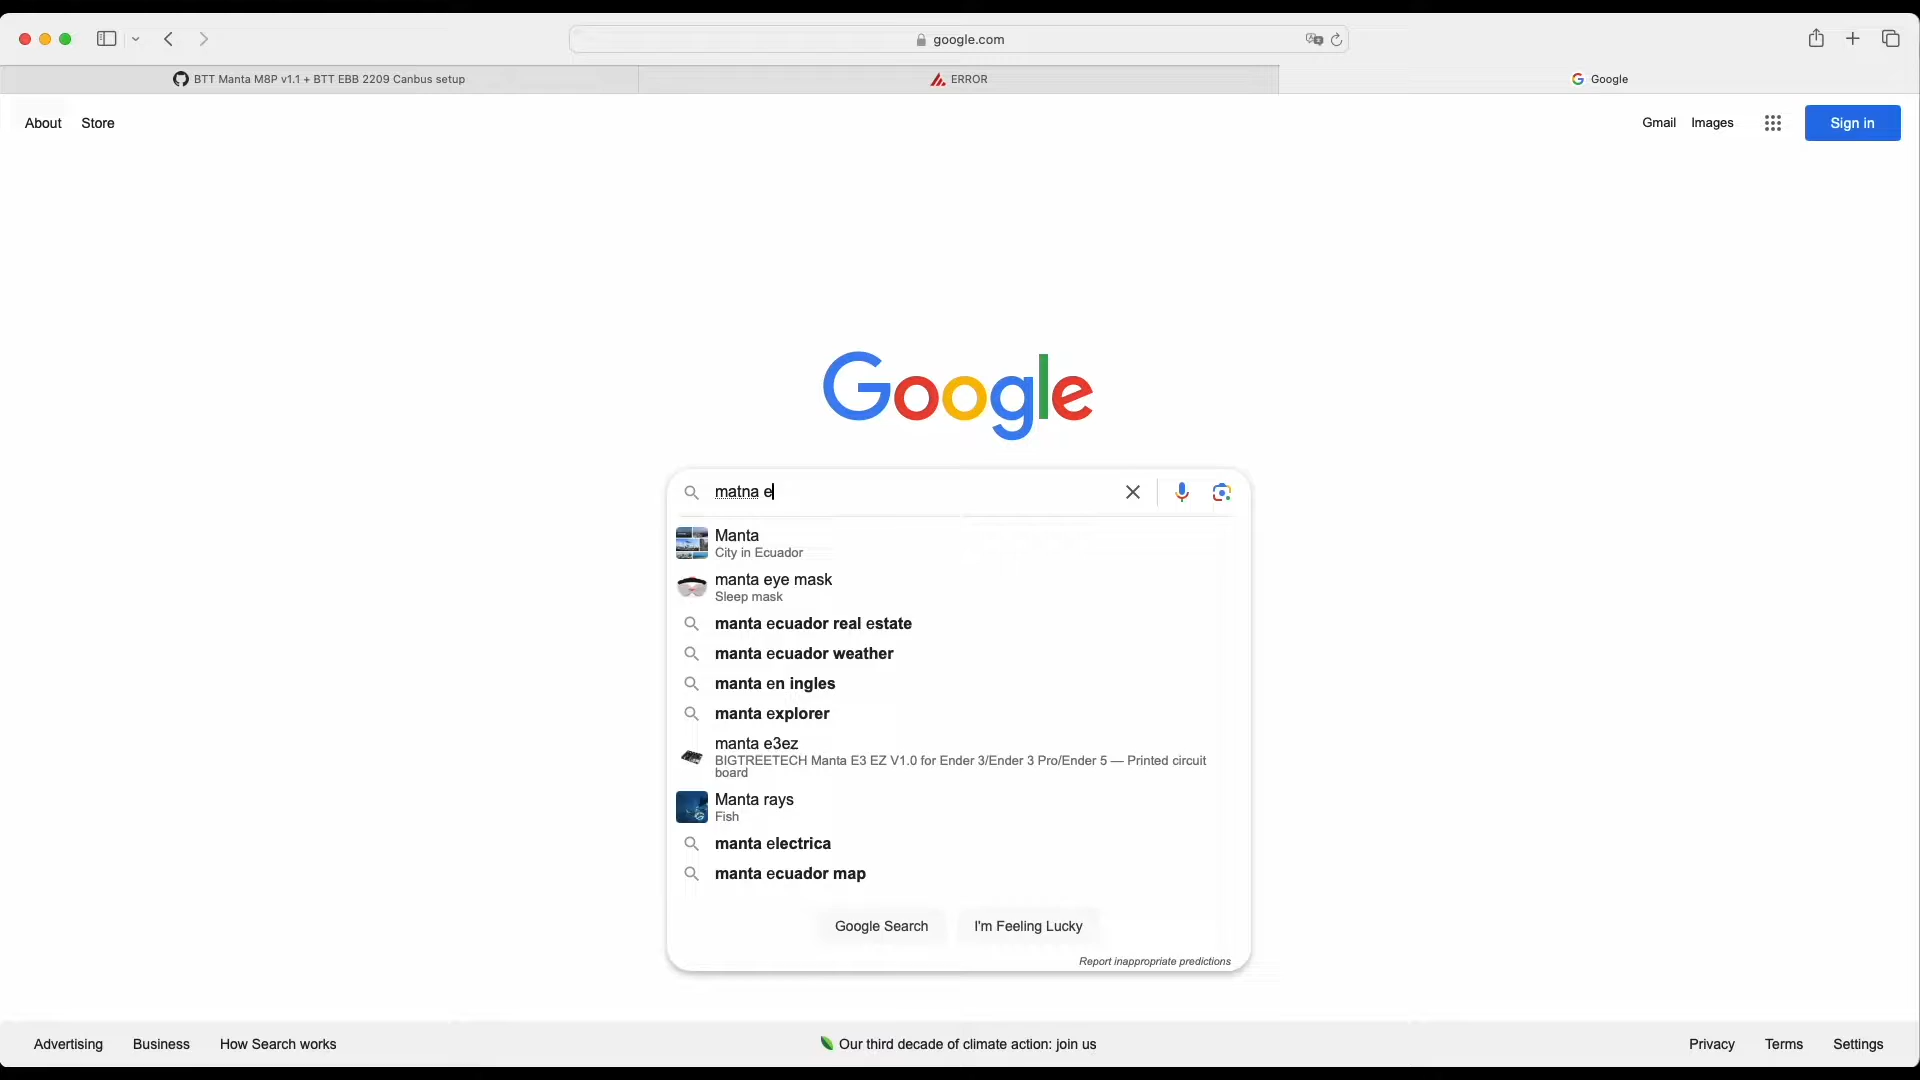 google.com
BTT Manta M8P v1.1 + BTT EBB 2209 Canbus setup
ERROR
Google
About
Store
Gmail
Images
Sign in
Google
matna e
Manta
City in Ecuador
manta eye mask
Sleep mask
manta ecuador real estate
manta ecuador weather
manta en ingles
manta explorer
manta e3ez
BIGTREETECH Manta E3 EZ V1.0 for Ender 3/Ender 3 Pro/Ender 5 — Printed circuit
board
Manta rays
Fish
manta electrica
manta ecuador map
Google Search
I'm Feeling Lucky
Report inappropriate predictions
Advertising
Business
How Search works
Our third decade of climate action: join us
Privacy
Terms
Settings